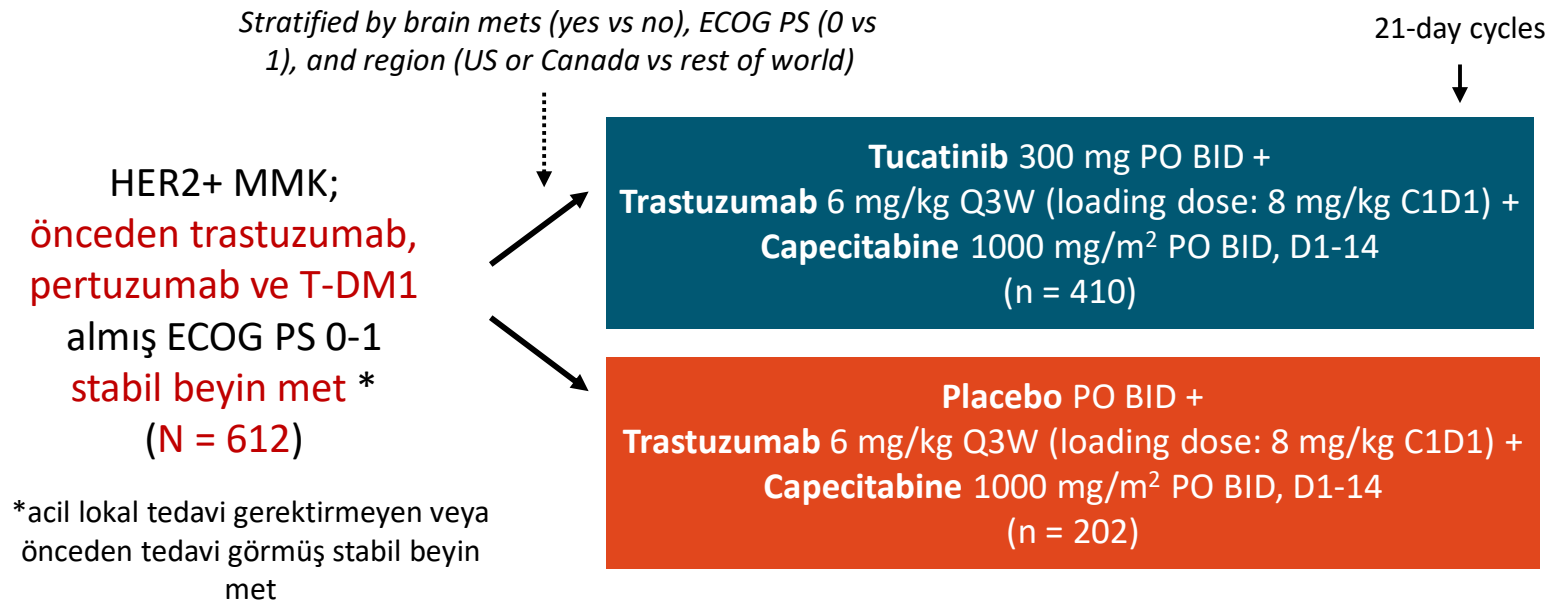 Stratified by brain mets (yes vs no), ECOG PS (0 vs
1), and region (US or Canada vs rest of world)
21-day cycles
HER2+ MMK;
önceden trastuzumab,
pertuzumab ve T-DM1
almış ECOG PS 0-1
stabil beyin met *
(N = 612)
*acil lokal tedavi gerektirmeyen veya
önceden tedavi görmüş stabil beyin
met
Tucatinib 300 mg PO BID +
Trastuzumab 6 mg/kg Q3W (loading dose: 8 mg/kg C1D1) +
Capecitabine 1000 mg/m² PO BID, D1-14
(n = 410)
Placebo PO BID +
Trastuzumab 6 mg/kg Q3W (loading dose: 8 mg/kg C1D1) +
Capecitabine 1000 mg/m² PO BID, D1-14
(n = 202)